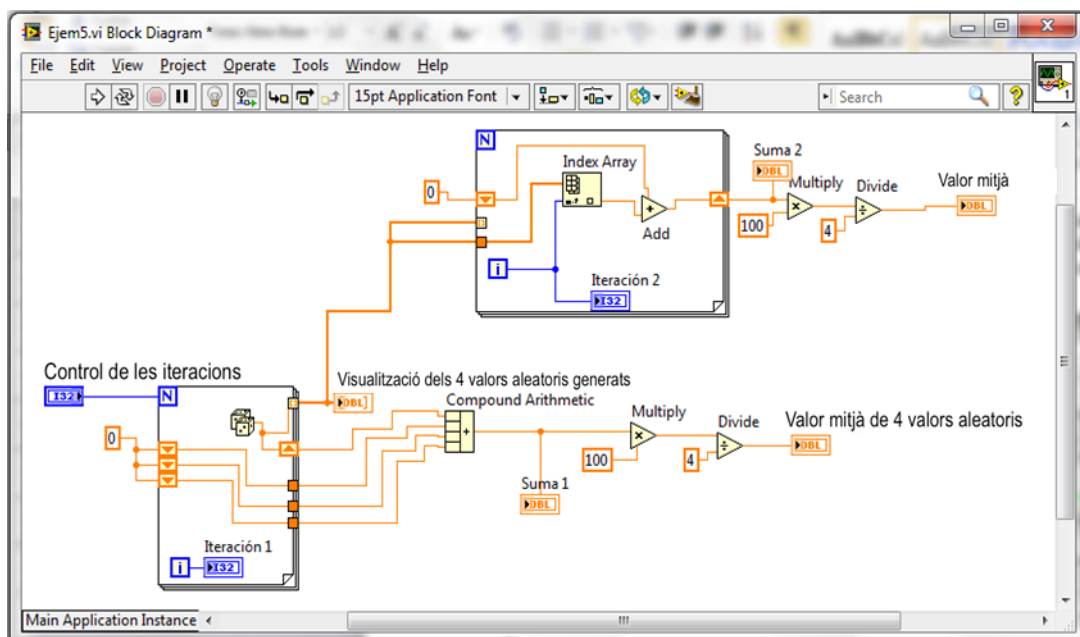 Ejem5.vi Block Diagram *
File Edit View Project Operate Tools Window Help
15pt Application Font
Search
?
1
N
Index Array
0
Add
i
Iteración 2
I32
Suma 2
DBL
Multiply
Divide
Valor mitjà
DBL
100
4
Control de les iteracions
I32
N
Visualització dels 4 valors aleatoris generats
DBL
Compound Arithmetic
0
Multiply
Divide
Valor mitjà de 4 valors aleatoris
DBL
100
4
Suma 1
DBL
Iteración 1
i
I32
Main Application Instance